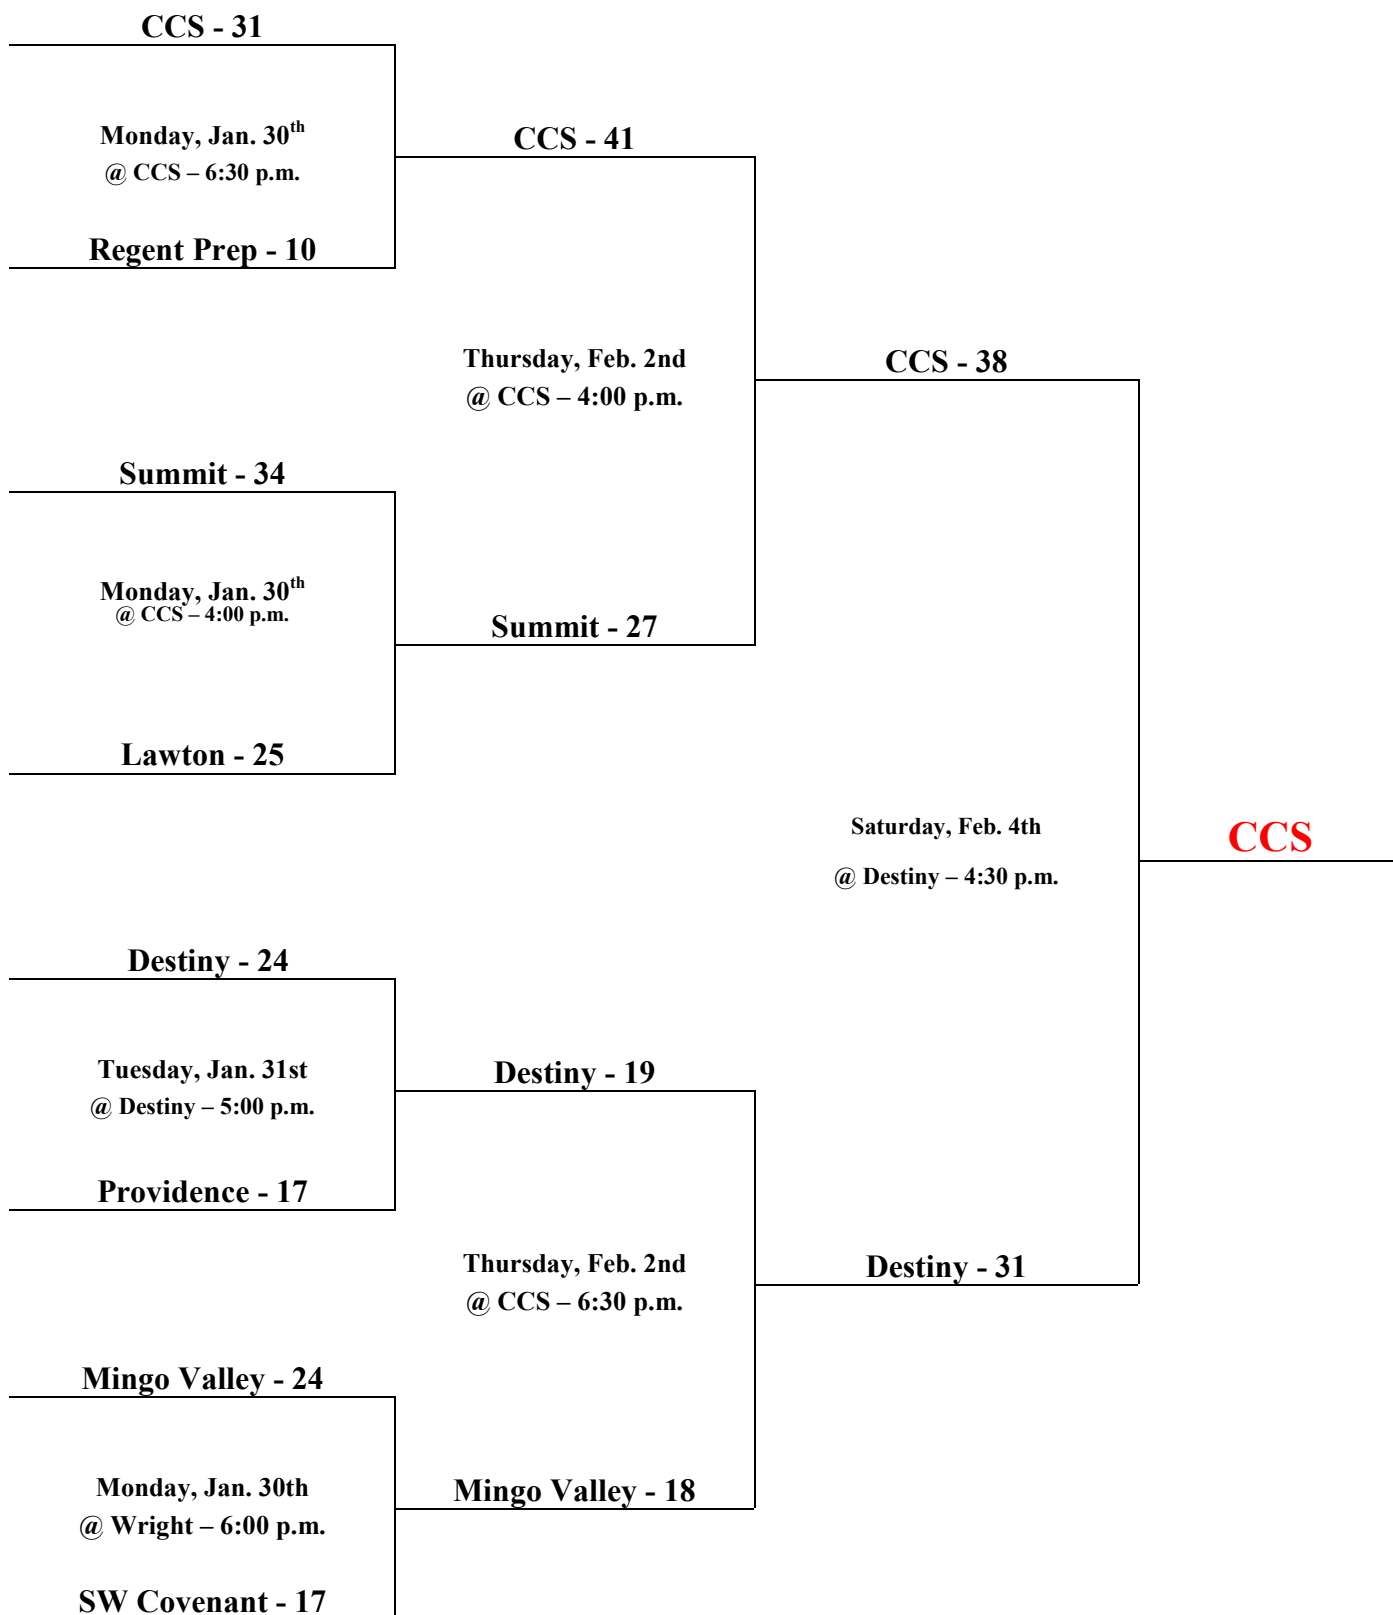 CCS - 31
Monday, Jan. 30th
@ CCS – 6:30 p.m.
Regent Prep - 10
CCS - 41
Thursday, Feb. 2nd
@ CCS – 4:00 p.m.
CCS - 38
Summit - 34
Monday, Jan. 30th
@ CCS – 4:00 p.m.
Summit - 27
Lawton - 25
Saturday, Feb. 4th
@ Destiny – 4:30 p.m.
CCS
Destiny - 24
Tuesday, Jan. 31st
@ Destiny – 5:00 p.m.
Destiny - 19
Providence - 17
Thursday, Feb. 2nd
@ CCS – 6:30 p.m.
Destiny - 31
Mingo Valley - 24
Monday, Jan. 30th
@ Wright – 6:00 p.m.
Mingo Valley - 18
SW Covenant - 17